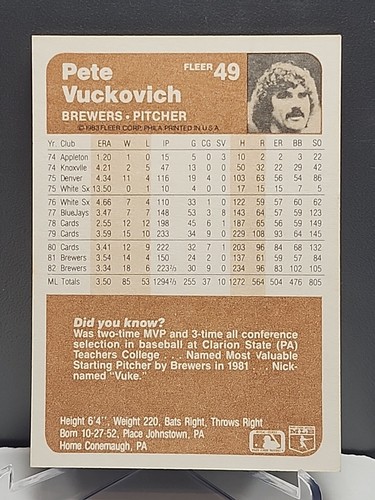 Pete
Vuckovich
FLEER 49
BREWERS • PITCHER
© 1983 FLEER CORP. PHILA PRINTED IN U.S.A.
Yr. Club ERA W L IP G CG SV H R ER BB SO
74 Appleton 1.20 1 0 15 5 0 3 10 2 2 3 22
74 Knoxvlle 4.21 2 5 47 13 0 0 50 32 22 29 42
75 Denver 4.34 11 4 116 19 4 0 103 63 56 54 86
75 White Sx 13.50 0 1 10 4 0 0 17 15 15 7 5
76 White Sx 4.66 7 4 110 33 1 0 122 59 57 60 62
77 BlueJays 3.47 7 7 148 53 3 8 143 64 57 59 123
78 Cards 2.55 12 12 198 45 6 1 187 65 56 59 149
79 Cards 3.59 15 10 233 34 9 0 229 108 93 64 145
80 Cards 3.41 12 9 222 32 7 1 203 96 84 68 132
81 Brewers 3.54 14 4 150 24 2 0 137 61 59 57 84
82 Brewers 3.34 18 6 223⅔ 30 9 0 234 96 83 102 105
ML Totals 3.50 85 53 1294⅔ 255 37 10 1272 564 504 476 805
Did you know?
Was two-time MVP and 3-time all conference
selection in baseball at Clarion State (PA)
Teachers College . . . Named Most Valuable
Starting Pitcher by Brewers in 1981 . . . Nick-
named "Vuke."
Height 6'4", Weight 220, Bats Right, Throws Right
Born 10-27-52, Place Johnstown, PA
Home Conemaugh, PA